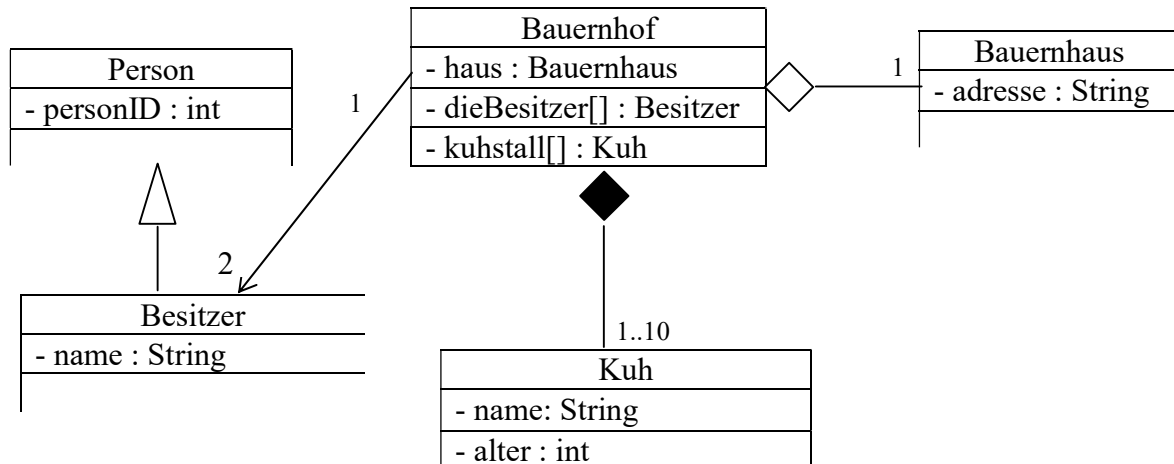 Person
- personID : int
1
Bauernhof
- haus : Bauernhaus
- dieBesitzer[] : Besitzer
- kuhstall[] : Kuh
1
Bauernhaus
- adresse : String
2
Besitzer
- name : String
1..10
Kuh
- name: String
- alter : int